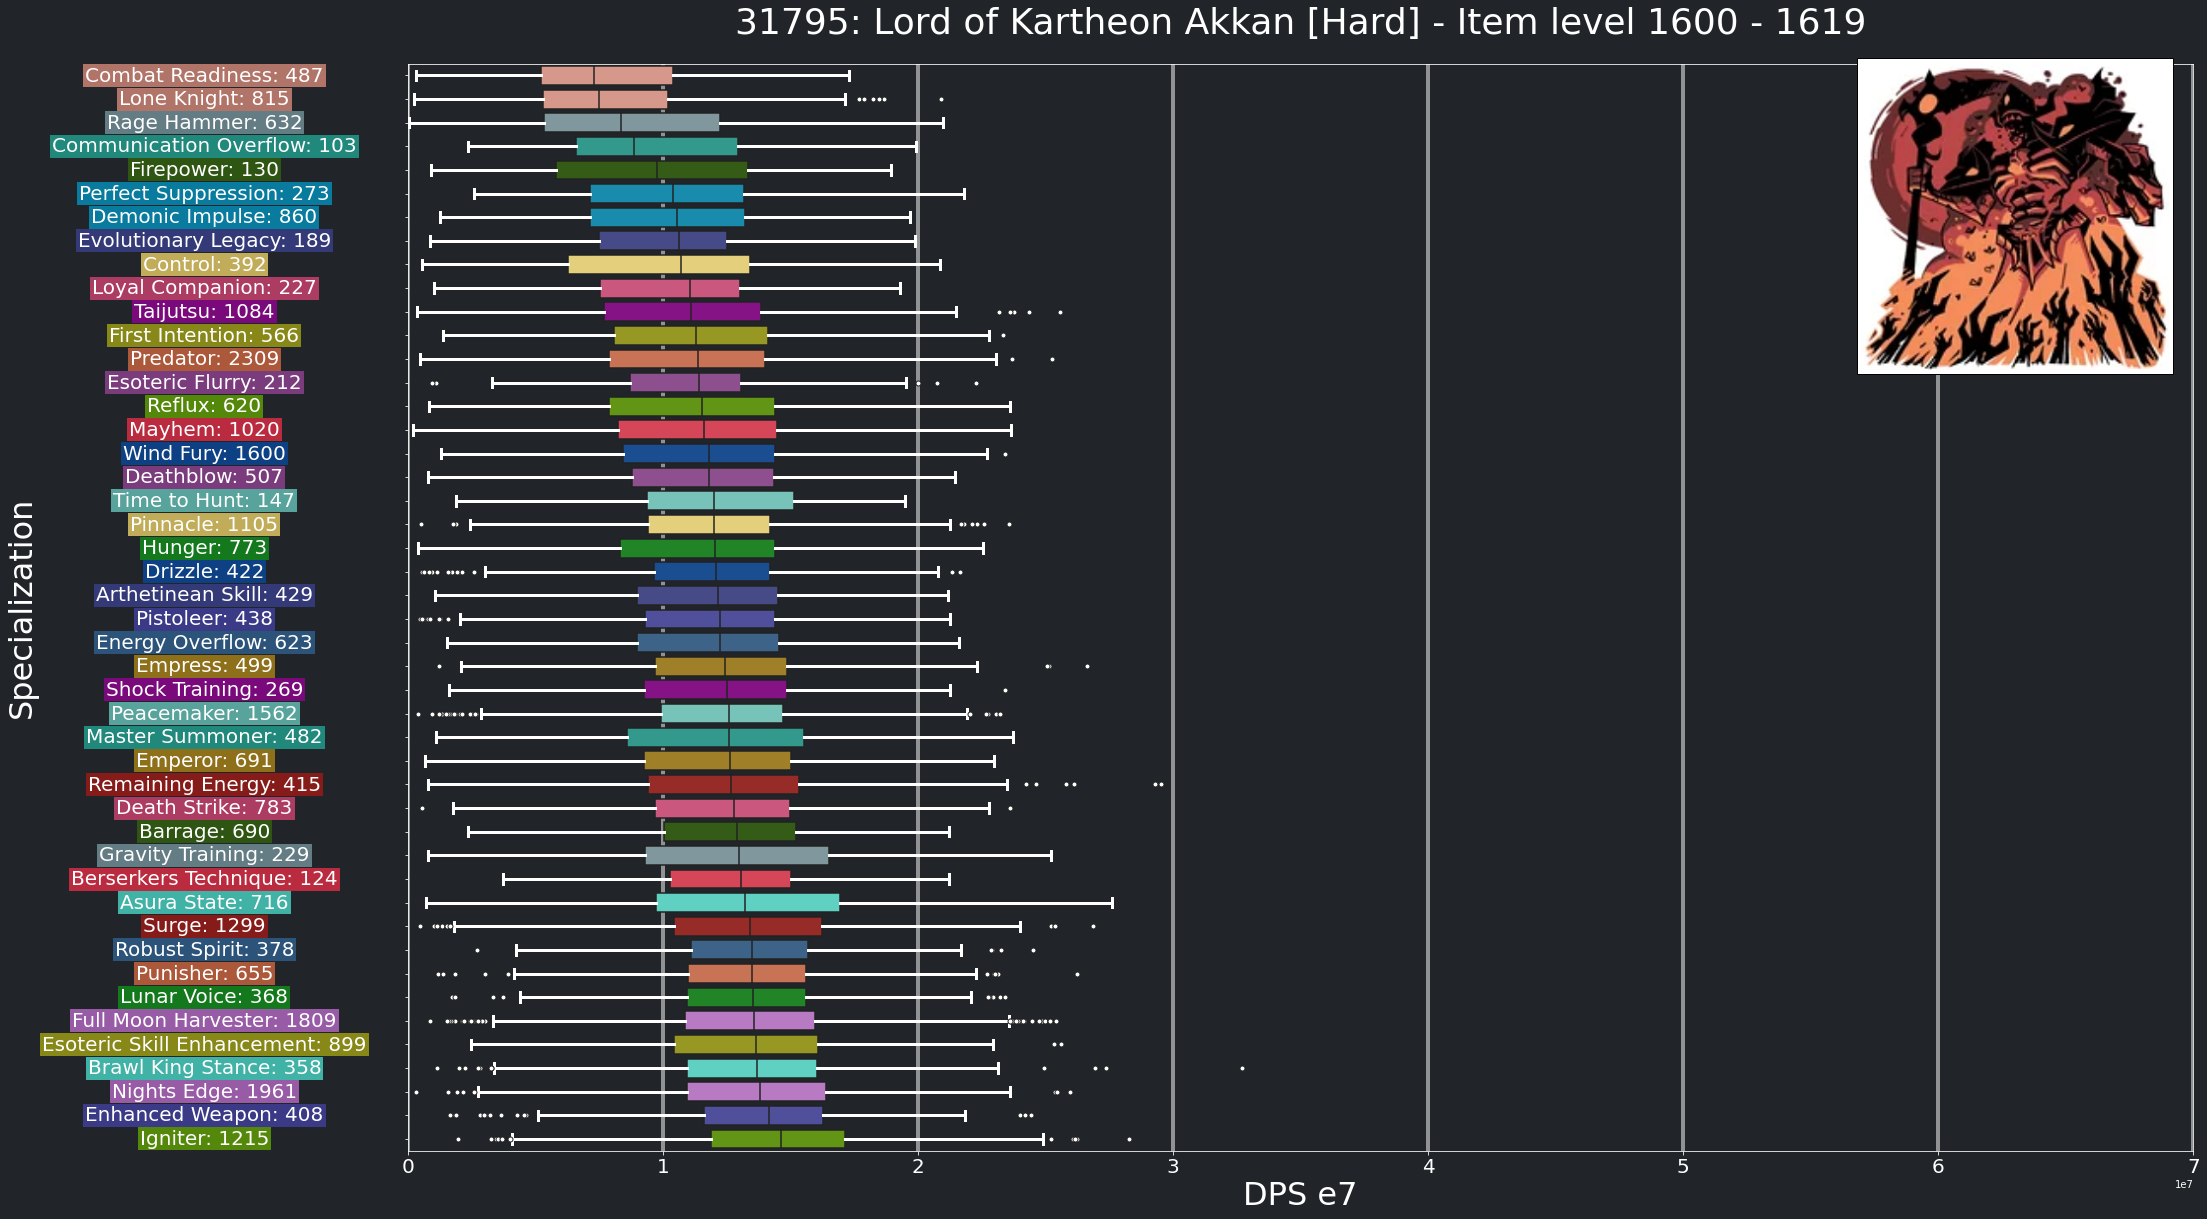 31795: Lord of Kartheon Akkan [Hard] - Item level 1600 - 1619
Specialization
Combat Readiness: 487
Lone Knight: 815
Rage Hammer: 632
Communication Overflow: 103
Firepower: 130
Perfect Suppression: 273
Demonic Impulse: 860
Evolutionary Legacy: 189
Control: 392
Loyal Companion: 227
Taijutsu: 1084
First Intention: 566
Predator: 2309
Esoteric Flurry: 212
Reflux: 620
Mayhem: 1020
Wind Fury: 1600
Deathblow: 507
Time to Hunt: 147
Pinnacle: 1105
Hunger: 773
Drizzle: 422
Arthetinean Skill: 429
Pistoleer: 438
Energy Overflow: 623
Empress: 499
Shock Training: 269
Peacemaker: 1562
Master Summoner: 482
Emperor: 691
Remaining Energy: 415
Death Strike: 783
Barrage: 690
Gravity Training: 229
Berserkers Technique: 124
Asura State: 716
Surge: 1299
Robust Spirit: 378
Punisher: 655
Lunar Voice: 368
Full Moon Harvester: 1809
Esoteric Skill Enhancement: 899
Brawl King Stance: 358
Nights Edge: 1961
Enhanced Weapon: 408
Igniter: 1215
0 1 2 3 4 5 6 7
1e7
DPS e7